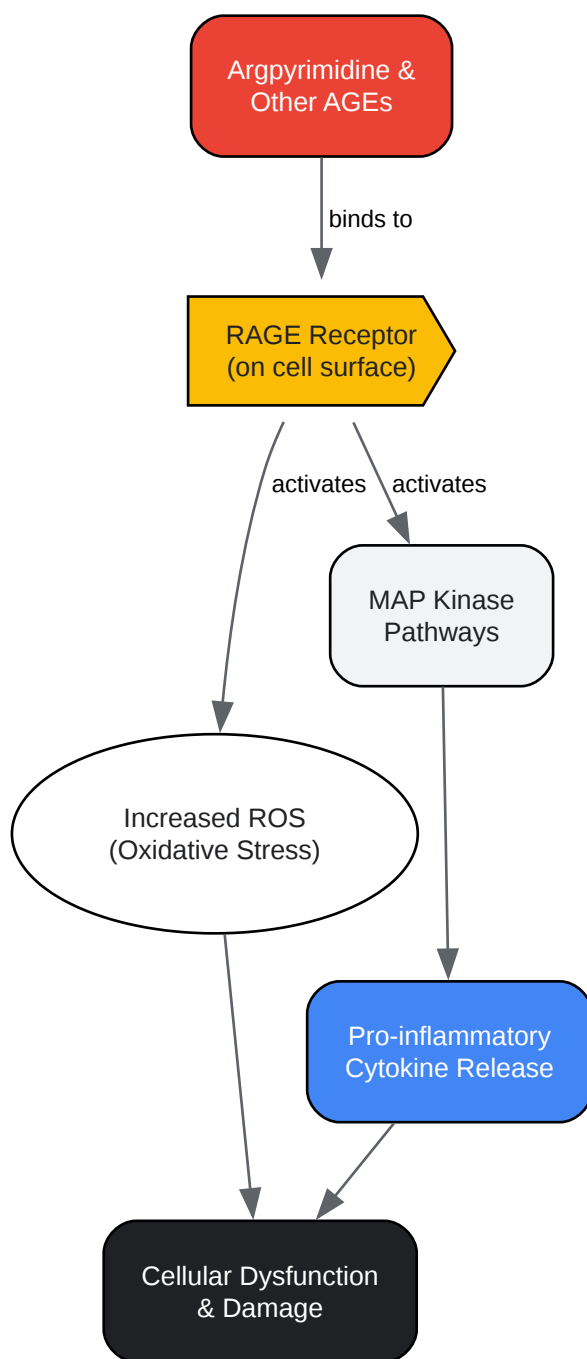 Argpyrimidine &
Other AGEs
binds to
RAGE Receptor
(on cell surface)
activates
activates
MAP Kinase
Pathways
Increased ROS
(Oxidative Stress)
Pro-inflammatory
Cytokine Release
Cellular Dysfunction
& Damage